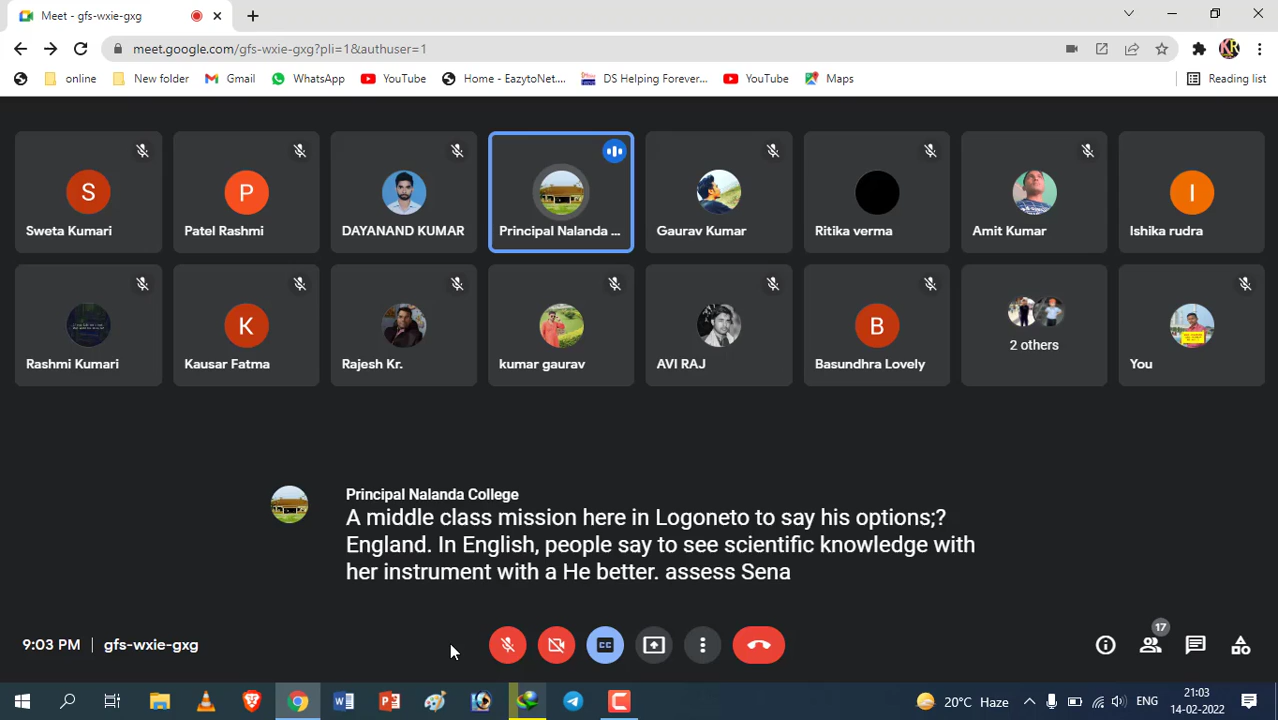 Meet - gfs-wxie-gxg
meet.google.com/gfs-wxie-gxg?pli=1&authuser=1
online
New folder
Gmail
WhatsApp
YouTube
Home - EazytoNet....
DS Helping Forever...
YouTube
Maps
Reading list
S
Sweta Kumari
P
Patel Rashmi
DAYANAND KUMAR
Principal Nalanda ...
Gaurav Kumar
Ritika verma
Amit Kumar
I
Ishika rudra
Rashmi Kumari
K
Kausar Fatma
Rajesh Kr.
kumar gaurav
AVI RAJ
B
Basundhra Lovely
2 others
You
Principal Nalanda College
A middle class mission here in Logoneto to say his options;?
England. In English, people say to see scientific knowledge with
her instrument with a He better. assess Sena
9:03 PM | gfs-wxie-gxg
CC
17
20°C Haze
ENG
21:03
14-02-2022